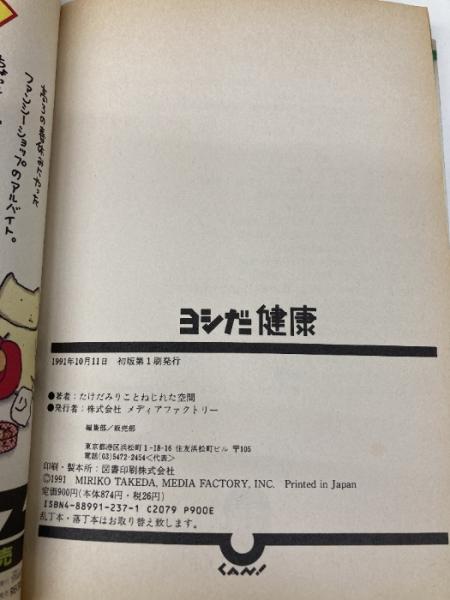 ファンシーショップのアルバイト。
ヨシだ健康
1991年10月11日　初版第1刷発行
●著者：たけだみりことねじれた空間
●発行者：株式会社 メディアファクトリー
編集部／販売部
東京都港区浜松町1-18-16 住友浜松町ビル 〒105
電話(03)5472-2454<代表>
印刷・製本所：図書印刷株式会社
©1991 MIRIKO TAKEDA, MEDIA FACTORY, INC. Printed in Japan
定価900円(本体874円・税26円)
ISBN4-88991-237-1 C2079 P900E
乱丁本・落丁本はお取替え致します。
CAN!